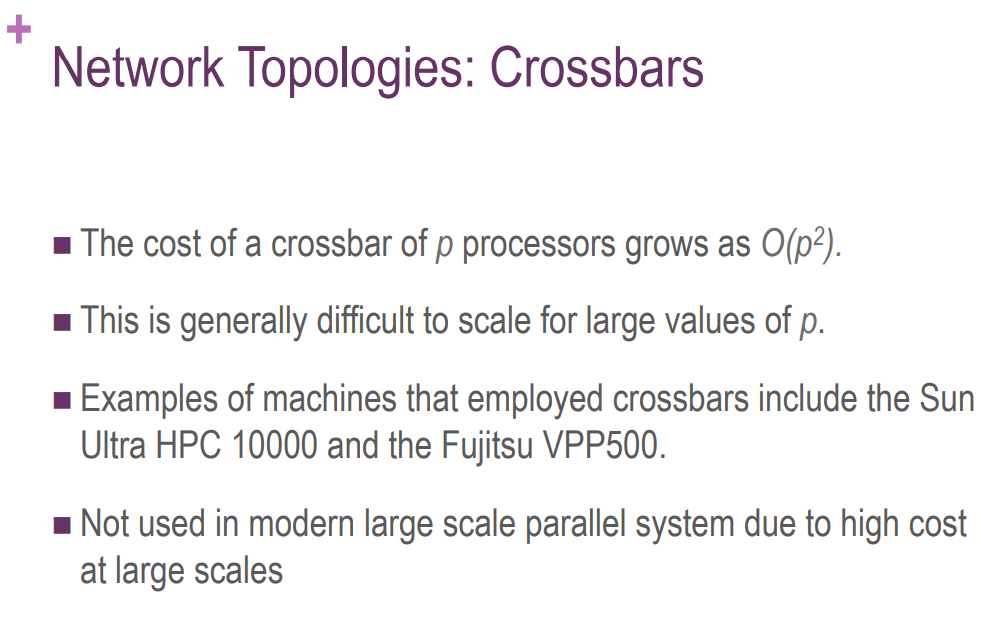 +
Network Topologies: Crossbars
■ The cost of a crossbar of p processors grows as O(p²).
■ This is generally difficult to scale for large values of p.
■ Examples of machines that employed crossbars include the Sun
Ultra HPC 10000 and the Fujitsu VPP500.
■ Not used in modern large scale parallel system due to high cost
at large scales